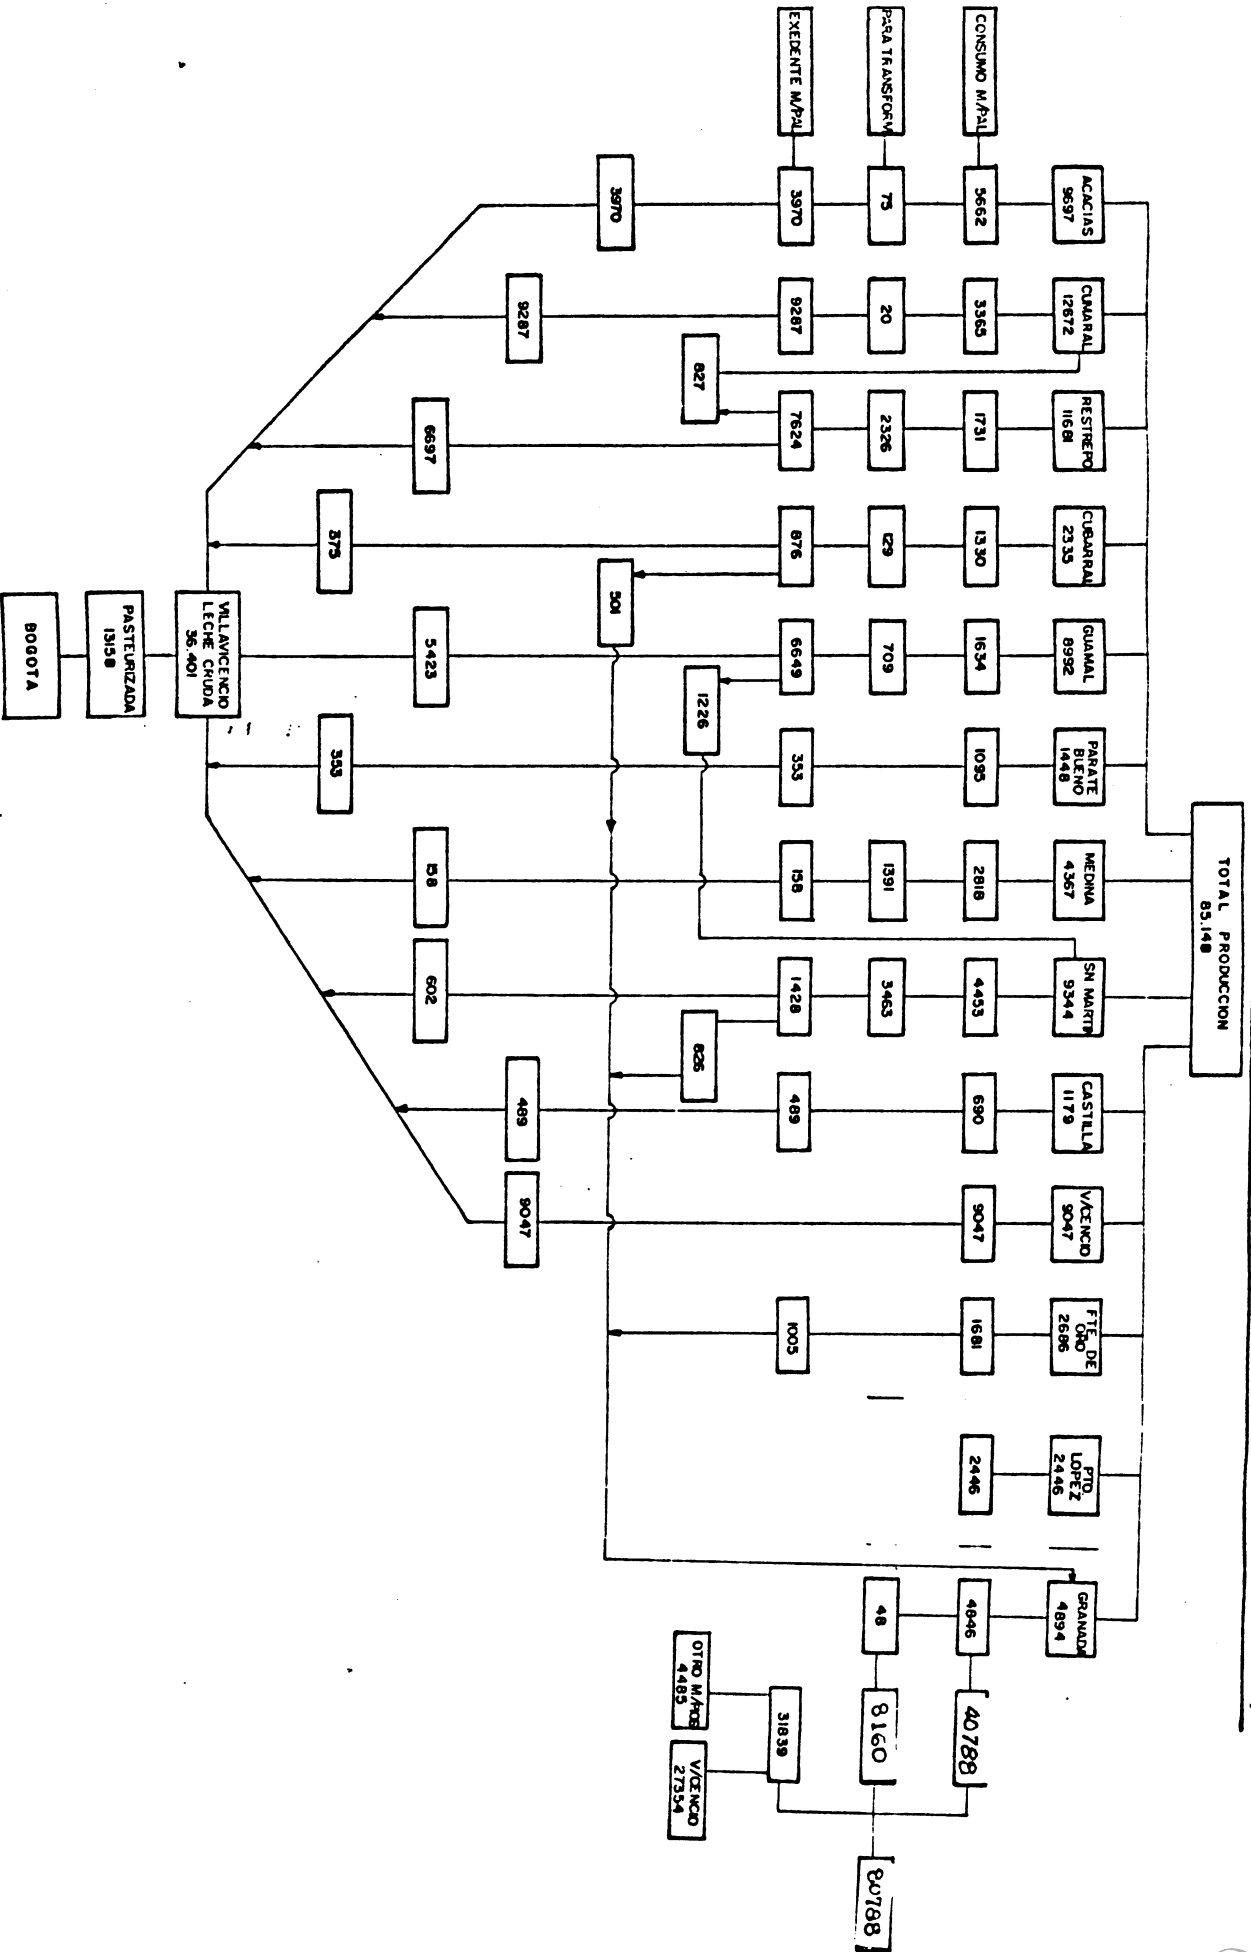 TOTAL PRODUCCION
85.148
ACACIAS
9697
CUMARAL
12672
RESTREPO
11681
CUBARRAL
2335
GUAMAL
8992
PARATE
BUENO
1448
MEDINA
4367
SN MARTIN
9344
CASTILLA
1179
V/CENCIO
9047
FTE. DE
ORO
2686
PTO.
LOPEZ
2446
GRANADA
4894
CONSUMO M/PAL
5662
3365
1731
1330
1634
1095
2818
4453
690
9047
1681
2446
4846
40788
PARA TRANSFORM
75
20
2326
129
709
1391
3463
48
8160
80788
EXEDENTE M/PAL
3970
9287
7624
876
6649
353
158
1428
489
1005
31839
827
1226
826
OTRO M/POS
4485
V/CENCIO
27354
3970
501
9287
489
9047
6697
5423
158
602
375
353
VILLAVICENCIO
LECHE CRUDA
36.401
PASTEURIZADA
13158
BOGOTA